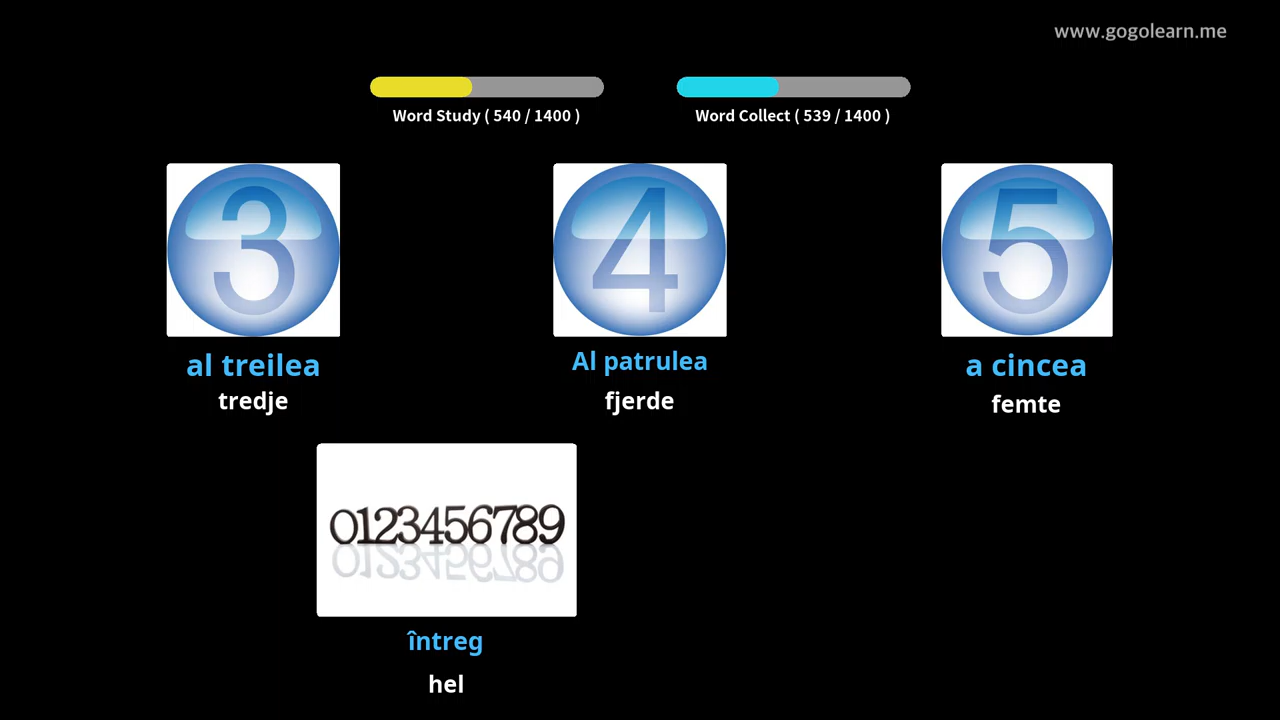 www.gogolearn.me
Word Study ( 540 / 1400 )
Word Collect ( 539 / 1400 )
3
4
5
al treilea
Al patrulea
a cincea
tredje
fjerde
femte
0123456789
întreg
hel